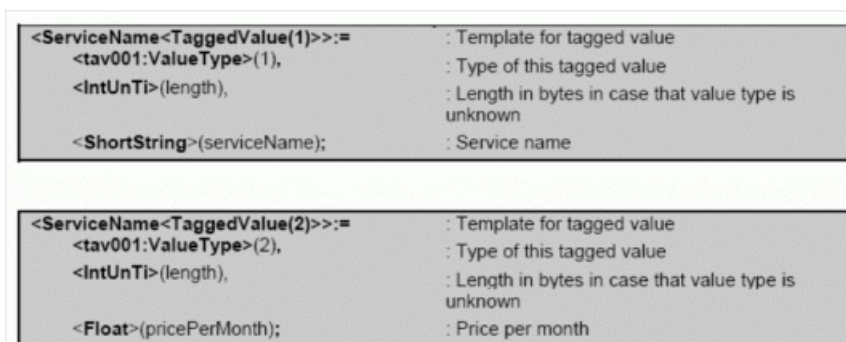 <ServiceName<TaggedValue(1)>>:= : Template for tagged value
<tav001:ValueType>(1), : Type of this tagged value
<IntUnTi>(length), : Length in bytes in case that value type is
unknown
<ShortString>(serviceName); : Service name
<ServiceName<TaggedValue(2)>>:= : Template for tagged value
<tav001:ValueType>(2), : Type of this tagged value
<IntUnTi>(length), : Length in bytes in case that value type is
unknown
<Float>(pricePerMonth); : Price per month